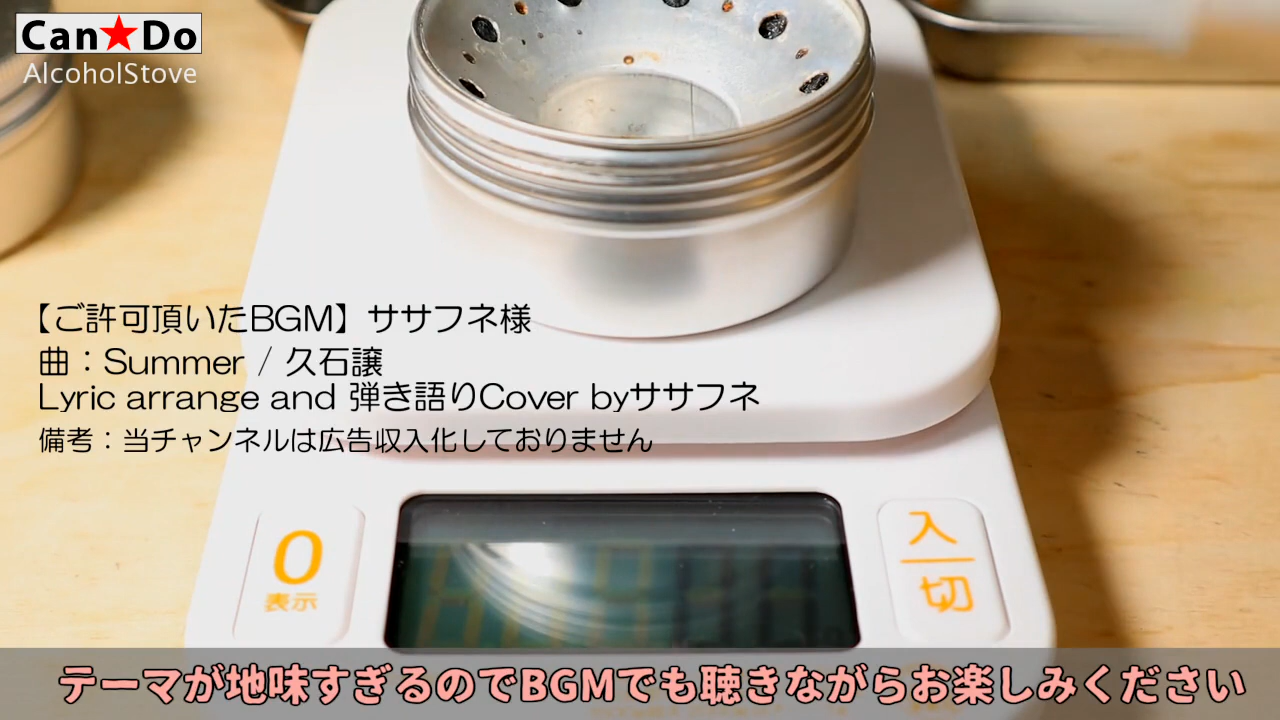 Can★Do
AlcoholStove
【ご許可頂いたBGM】ササフネ様
曲：Summer / 久石譲
Lyric arrange and 弾き語りCover byササフネ
備考：当チャンネルは広告収入化しておりません
0
表示
入
切
テーマが地味すぎるのでBGMでも聴きながらお楽しみください